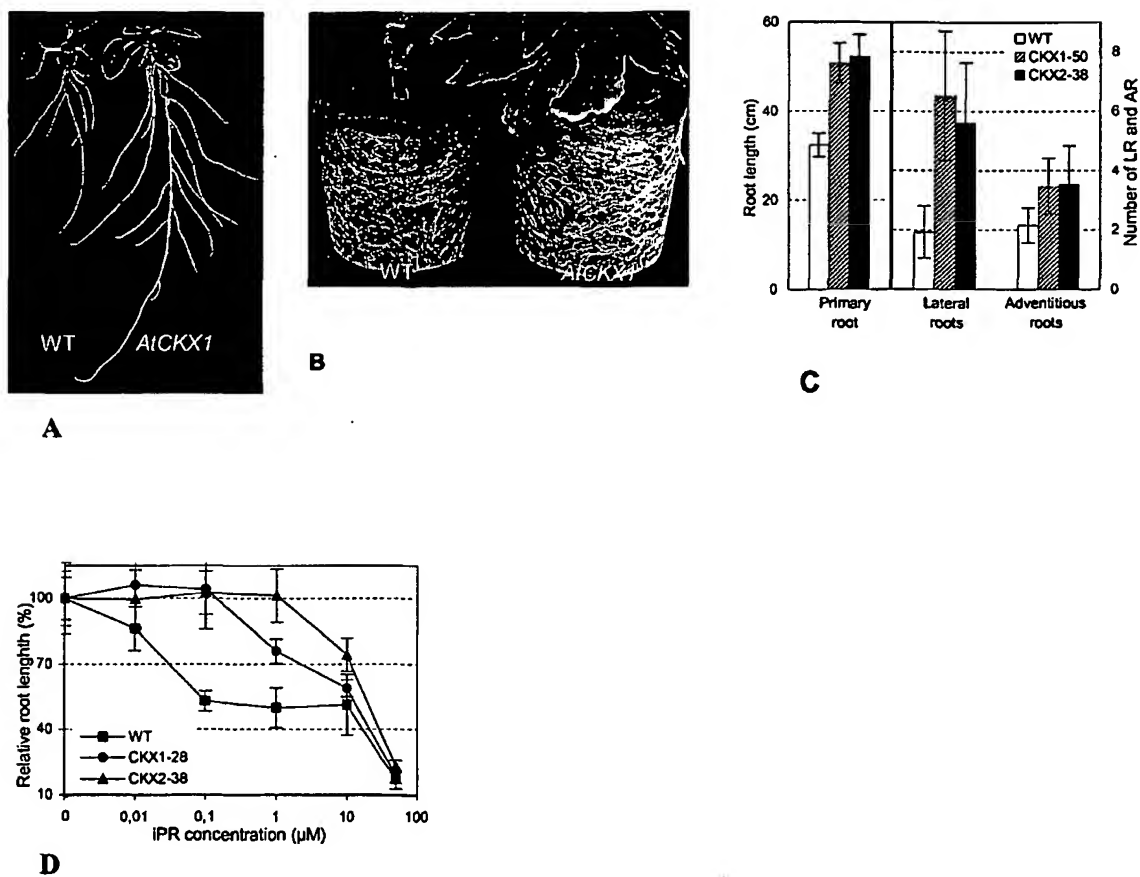 WT AtCKX1
A
WT AtCKX1
B
Root length (cm)
60
40
20
0
WT
CKX1-50
CKX2-38
8
6
4
2
0
Number of LR and AR
Primary root
Lateral roots
Adventitious roots
C
Relative root lenghth (%)
100
70
40
10
WT
CKX1-28
CKX2-38
0 0,01 0,1 1 10 100
iPR concentration (µM)
D